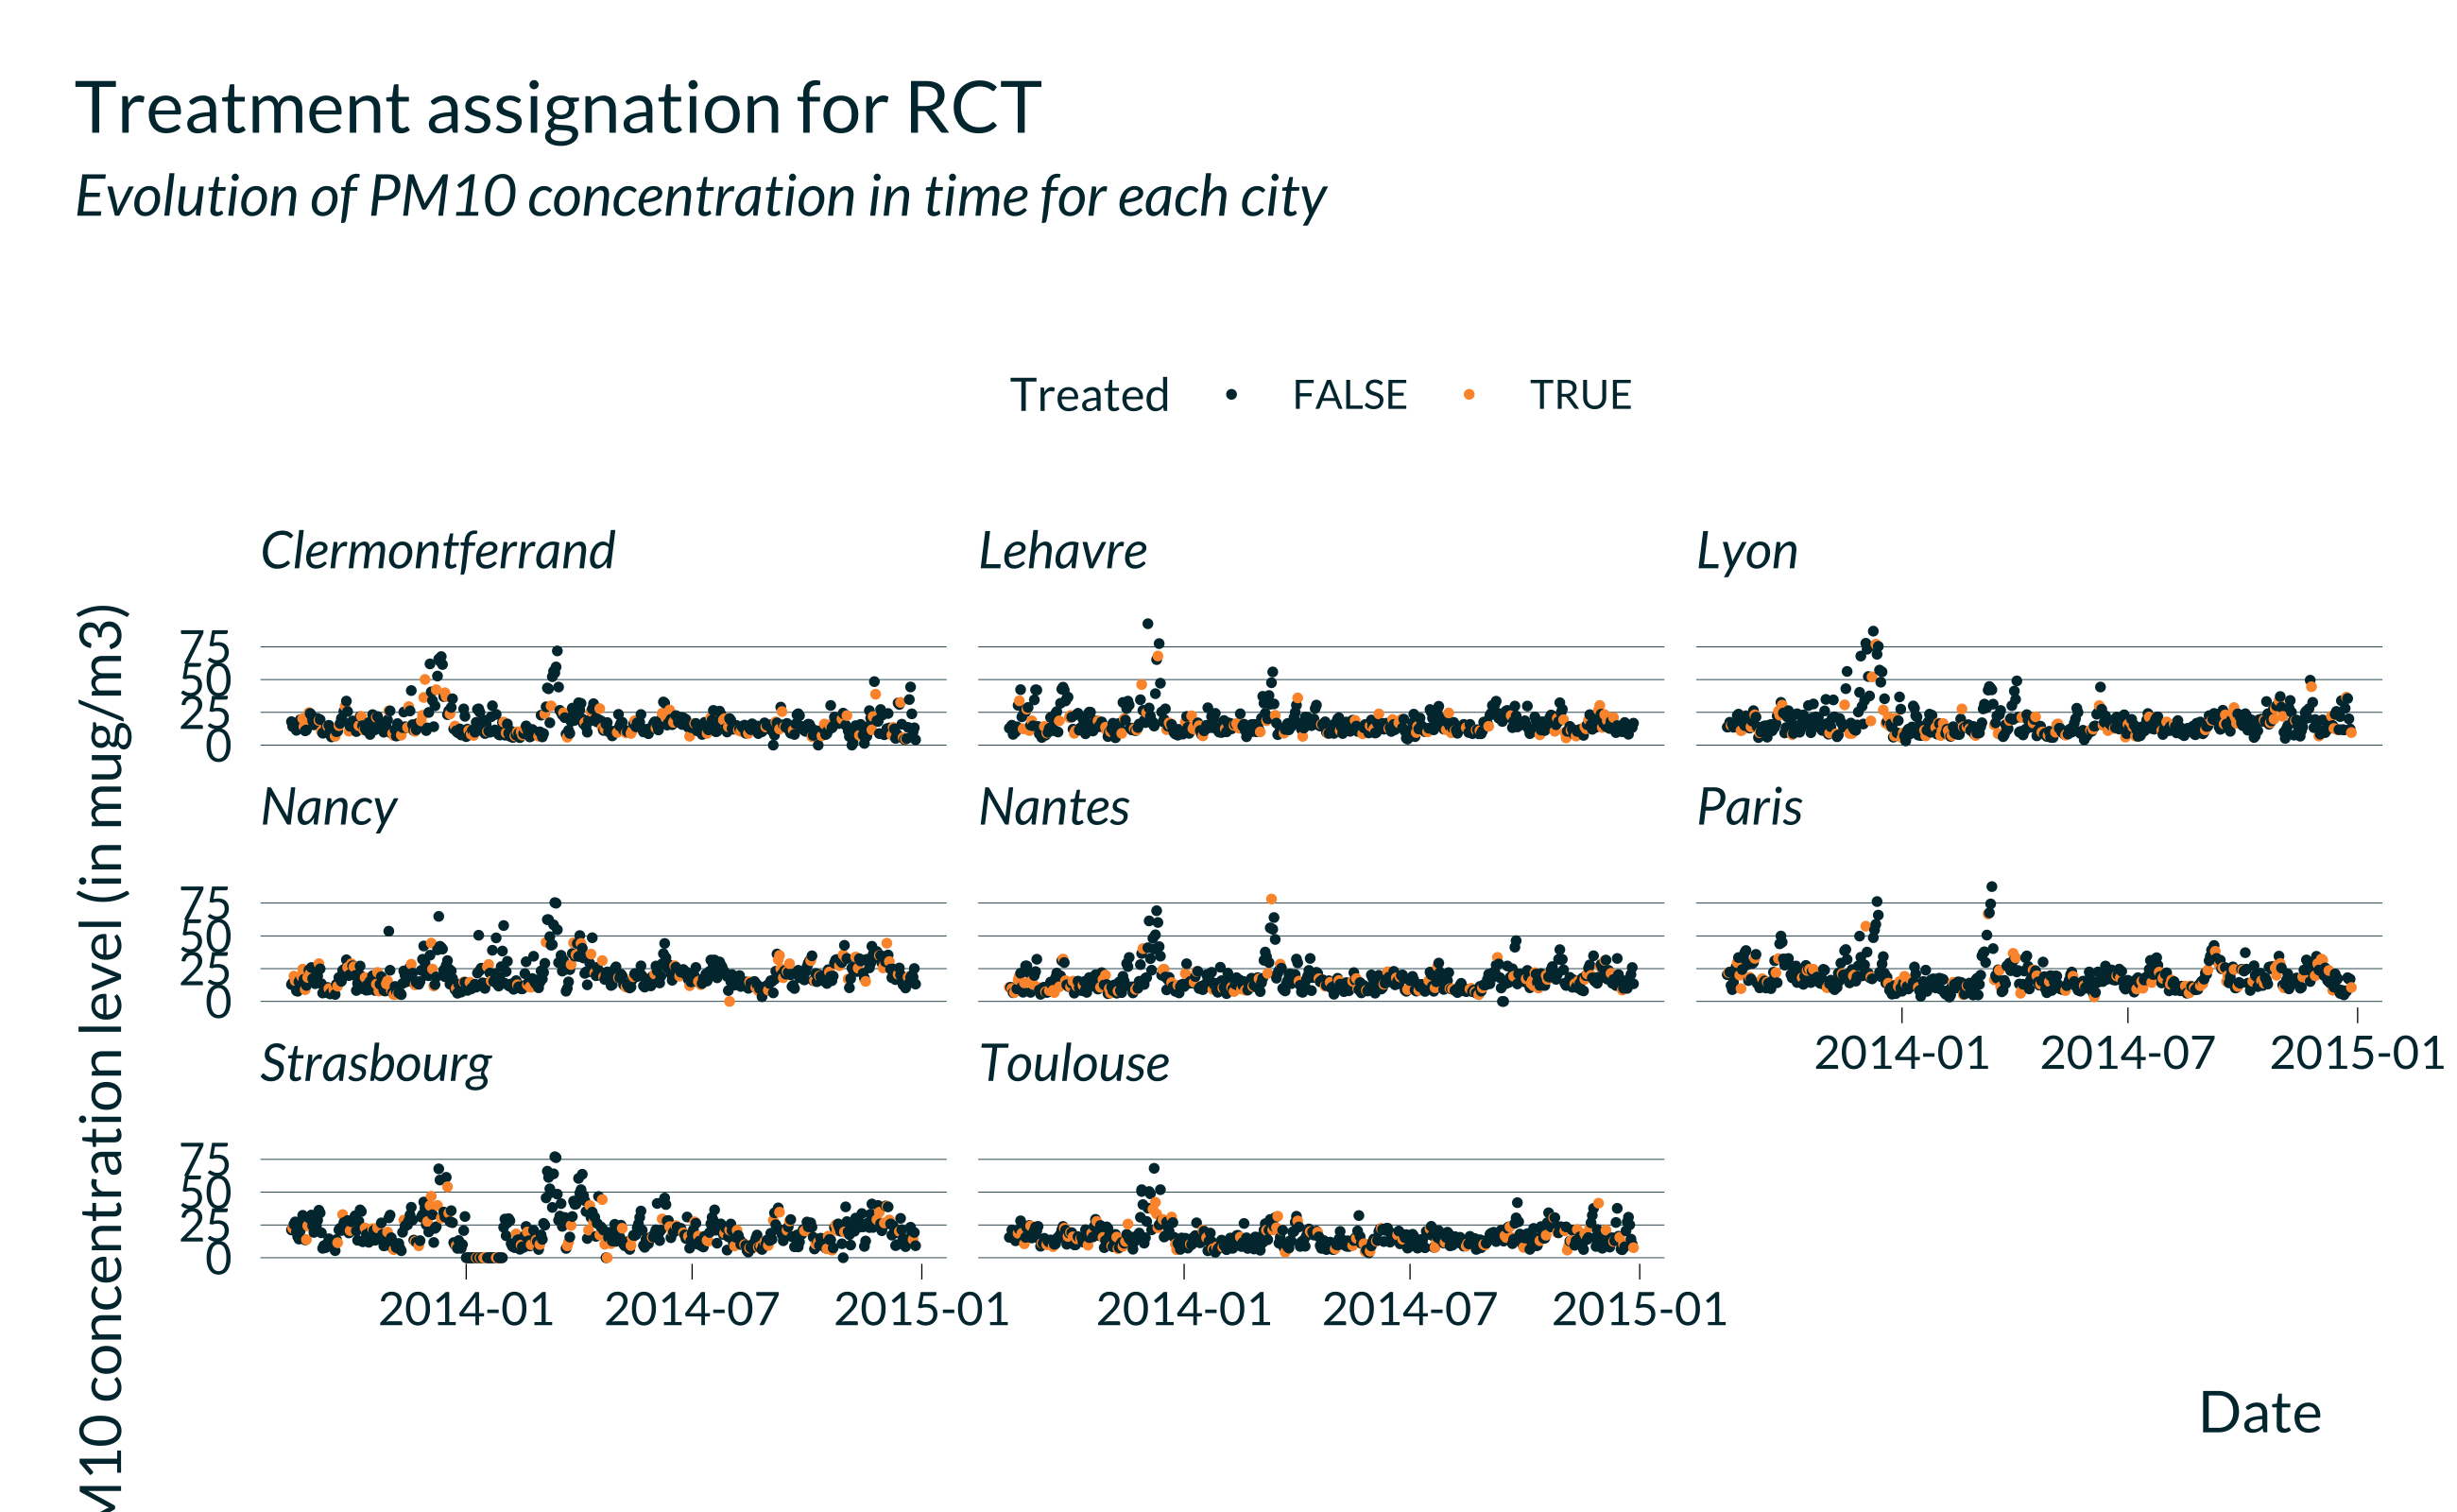 Treatment assignation for RCT
Evolution of PM10 concentration in time for each city
Treated FALSE TRUE
Clermontferrand Lehavre Lyon
75
50
25
0
Nancy Nantes Paris
75
50
25
0
2014-01 2014-07 2015-01
Strasbourg Toulouse
75
50
25
0
2014-01 2014-07 2015-01 2014-01 2014-07 2015-01
Date
M10 concentration level (in mug/m3)